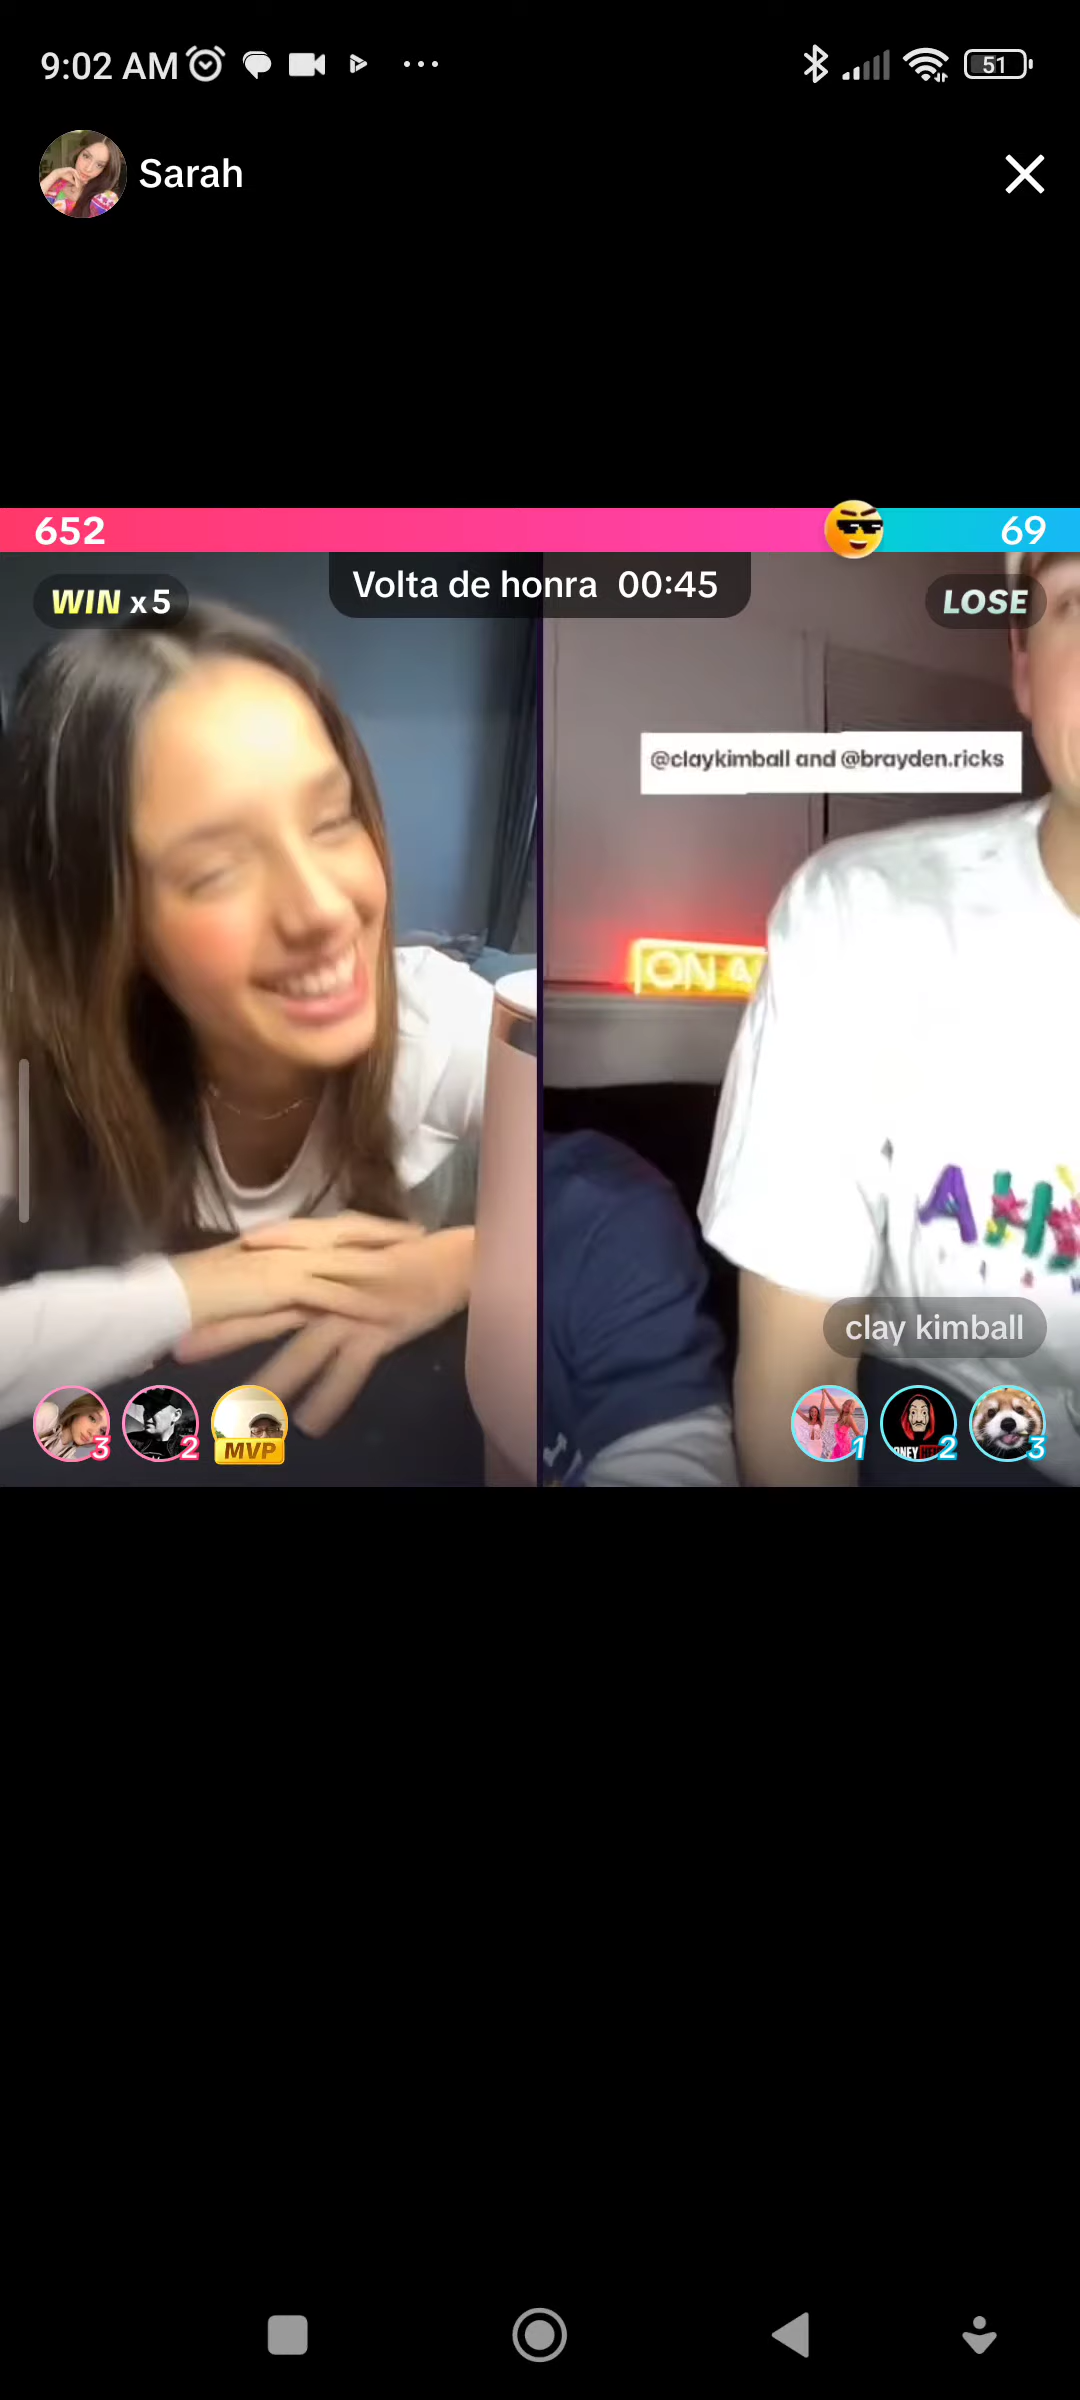 9:02 AM
51
Sarah
652
69
WIN x5
Volta de honra 00:45
LOSE
@claykimball and @brayden.ricks
ON A
clay kimball
3
2
MVP
1
2
3